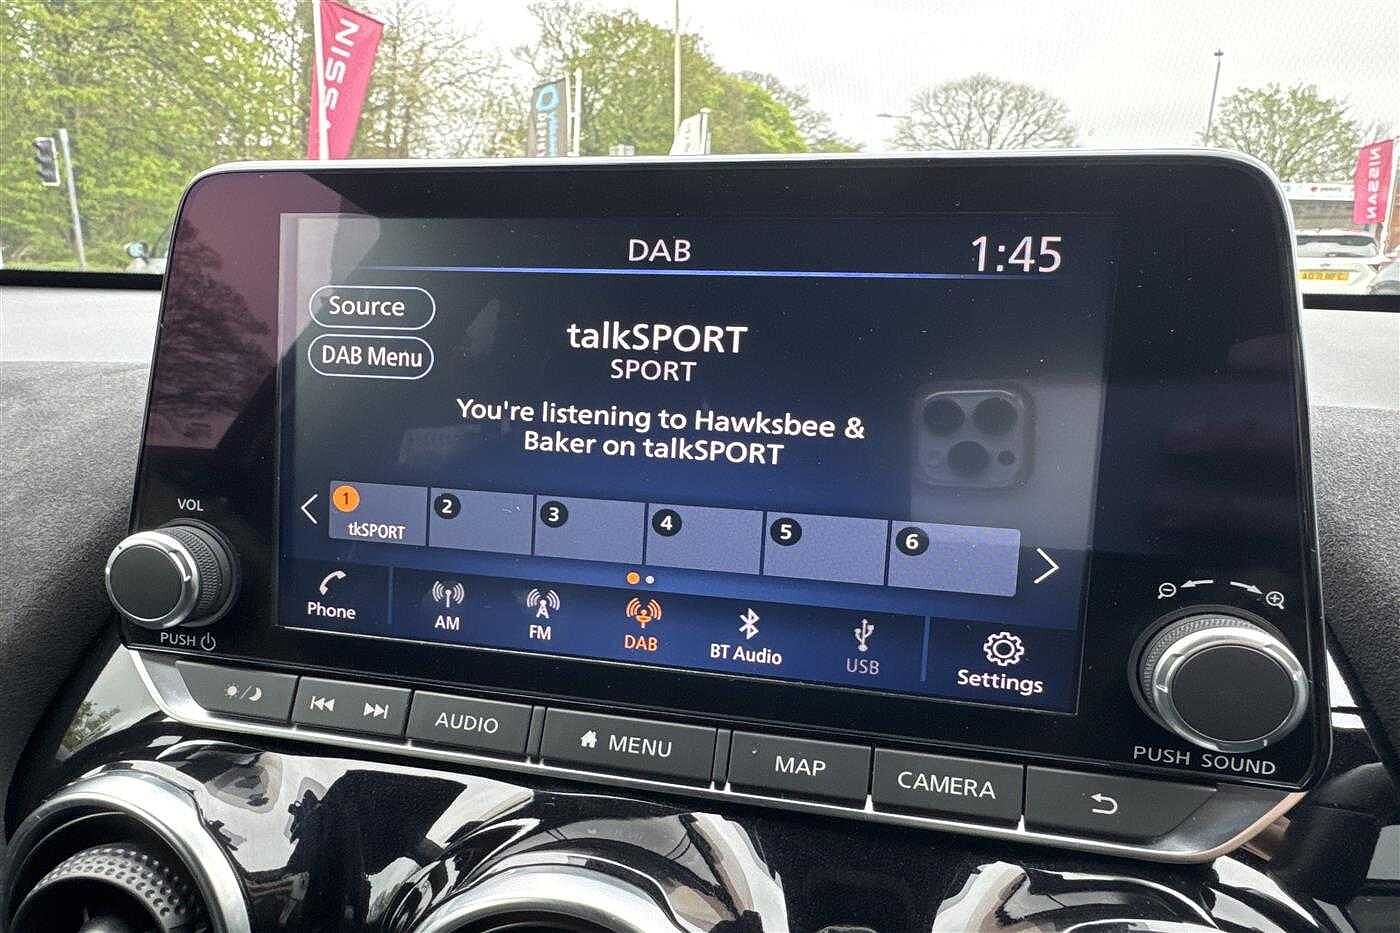 NISSAN
DAB
1:45
Source
DAB Menu
talkSPORT
SPORT
You're listening to Hawksbee &
Baker on talkSPORT
1
2
3
4
5
6
tkSPORT
Phone
AM
FM
DAB
BT Audio
USB
Settings
VOL
PUSH
PUSH SOUND
AUDIO
MENU
MAP
CAMERA
NISSAN